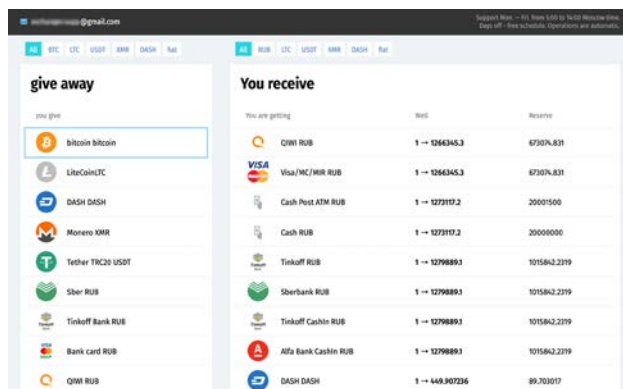 @gmail.com
Support Mon. – Fri. from 5:00 to 14:00 Moscow time.
Days off - free schedule. Operations are automatic.
All BTC LTC USDT XMR DASH fiat
All RUB LTC USDT XMR DASH fiat
give away
You receive
you give
You are getting Well Reserve
bitcoin bitcoin
QIWI RUB 1 → 1266345.3 673074.831
LiteCoinLTC
VISA Visa/MC/MIR RUB 1 → 1266345.3 673074.831
DASH DASH
Cash Post ATM RUB 1 → 1273117.2 20001500
Monero XMR
Cash RUB 1 → 1273117.2 20000000
Tether TRC20 USDT
Tinkoff Tinkoff RUB 1 → 1279889.1 1015842.2319
Sber RUB
Sberbank RUB 1 → 1279889.1 1015842.2319
Tinkoff Tinkoff Bank RUB
Tinkoff Tinkoff CashIn RUB 1 → 1279889.1 1015842.2319
VISA Bank card RUB
Alfa Bank CashIn RUB 1 → 1279889.1 1015842.2319
QIWI RUB
DASH DASH 1 → 449.907236 89.703017